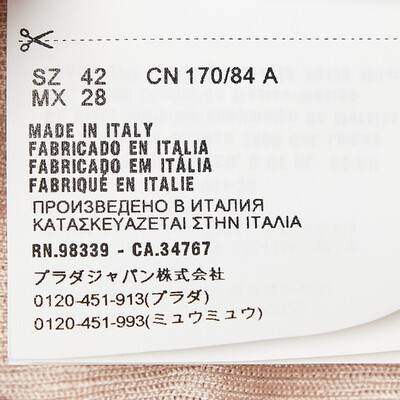 SZ 42 CN 170/84 A
MX 28
MADE IN ITALY
FABRICADO EN ITALIA
FABRICADO EM ITÁLIA
FABRIQUÉ EN ITALIE
ПРОИЗВЕДЕНО В ИТАЛИЯ
ΚΑΤΑΣΚΕΥΑΖΕΤΑΙ ΣΤΗΝ ΙΤΑΛΙΑ
RN.98339 - CA.34767
プラダジャパン株式会社
0120-451-913(プラダ)
0120-451-993(ミュウミュウ)